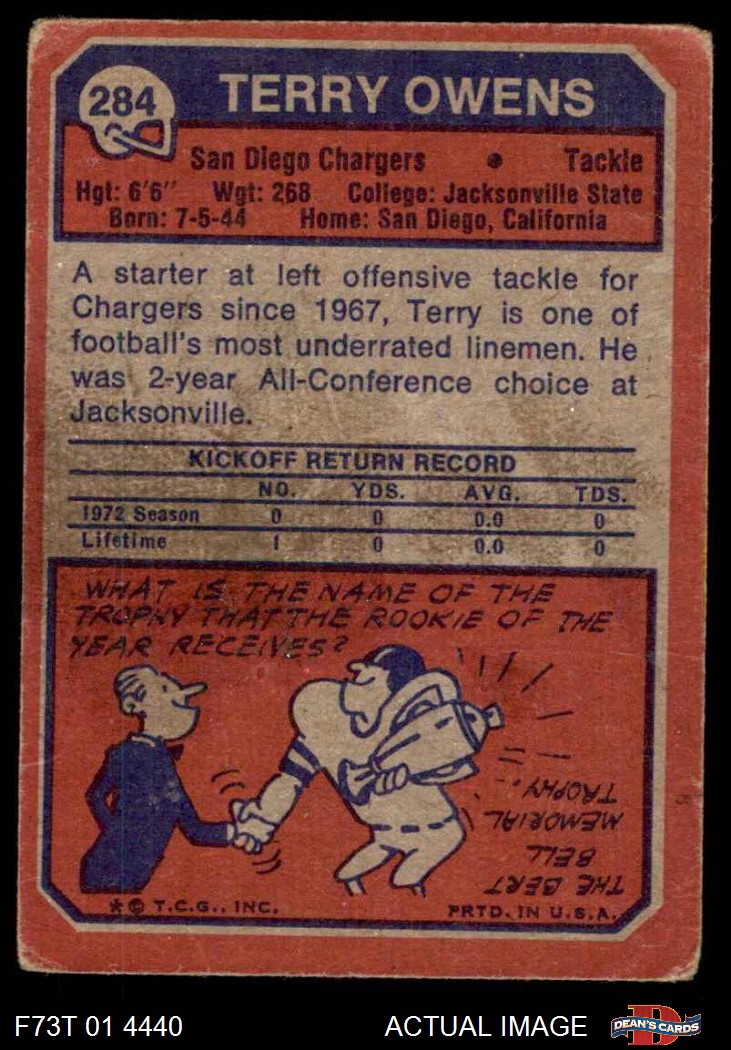 284
TERRY OWENS
San Diego Chargers • Tackle
Hgt: 6'6" Wgt: 268 College: Jacksonville State
Born: 7-5-44 Home: San Diego, California
A starter at left offensive tackle for
Chargers since 1967, Terry is one of
football's most underrated linemen. He
was 2-year All-Conference choice at
Jacksonville.
KICKOFF RETURN RECORD
NO. YDS. AVG. TDS.
1972 Season 0 0 0.0 0
Lifetime 1 0 0.0 0
WHAT IS THE NAME OF THE
TROPHY THAT THE ROOKIE OF THE
YEAR RECEIVES?
THE BERT
BELL
MEMORIAL
TROPHY.
* © T.C.G., INC. PRTD. IN U.S.A.
F73T 01 4440 ACTUAL IMAGE D DEAN'S CARDS